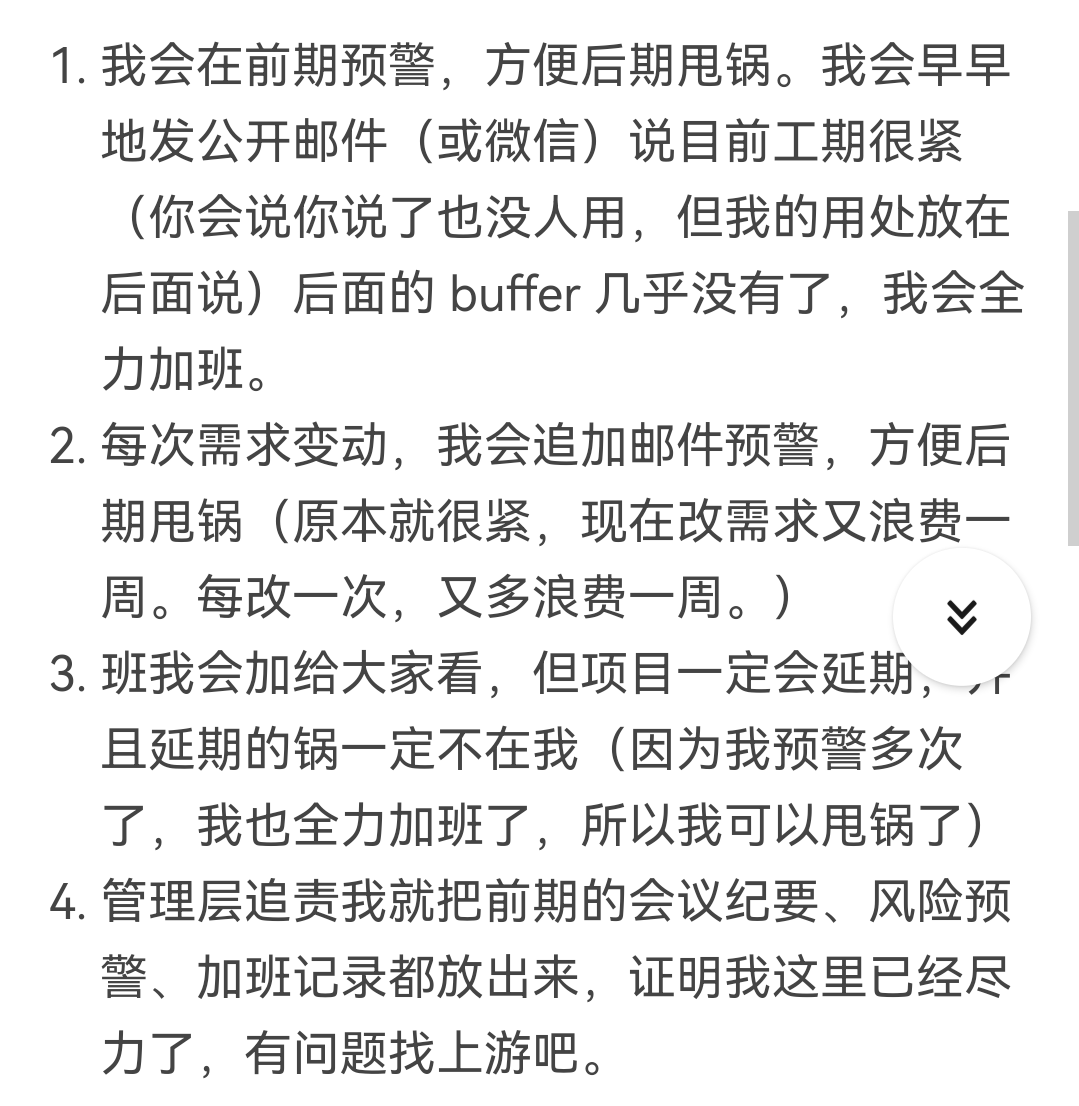 1. 我会在前期预警，方便后期甩锅。我会早早
地发公开邮件（或微信）说目前工期很紧
（你会说你说了也没人用，但我的用处放在
后面说）后面的 buffer 几乎没有了，我会全
力加班。
2. 每次需求变动，我会追加邮件预警，方便后
期甩锅（原本就很紧，现在改需求又浪费一
周。每改一次，又多浪费一周。）
3. 班我会加给大家看，但项目一定会延期，
且延期的锅一定不在我（因为我预警多次
了，我也全力加班了，所以我可以甩锅了）
4. 管理层追责我就把前期的会议纪要、风险预
警、加班记录都放出来，证明我这里已经尽
力了，有问题找上游吧。